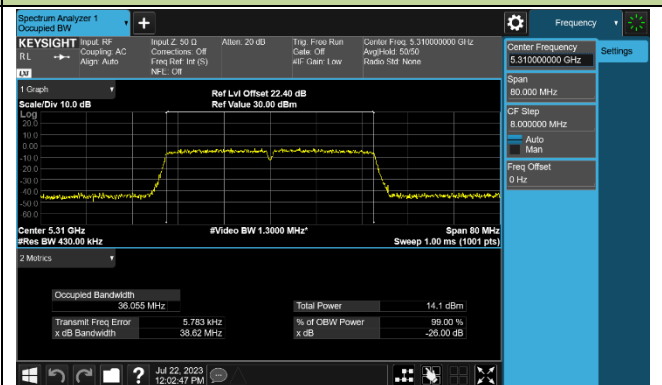 Spectrum Analyzer 1
Occupied BW
Frequency
KEYSIGHT
RL
LXI
Input: RF
Coupling: AC
Align: Auto
Input Z: 50 Ω
Corrections: Off
Freq Ref: Int (S)
NFE: Off
Atten: 20 dB
Trig: Free Run
Gate: Off
#IF Gain: Low
Center Freq: 5.310000000 GHz
Avg|Hold: 50/50
Radio Std: None
Center Frequency
5.310000000 GHz
Settings
Span
80.000 MHz
CF Step
8.000000 MHz
Auto
Man
Freq Offset
0 Hz
1 Graph
Scale/Div 10.0 dB
Ref Lvl Offset 22.40 dB
Ref Value 30.00 dBm
Log
20.0
10.0
0.00
-10.0
-20.0
-30.0
-40.0
-50.0
-60.0
Center 5.31 GHz
#Res BW 430.00 kHz
#Video BW 1.3000 MHz*
Span 80 MHz
Sweep 1.00 ms (1001 pts)
2 Metrics
Occupied Bandwidth
36.055 MHz
Total Power 14.1 dBm
Transmit Freq Error 5.783 kHz
% of OBW Power 99.00 %
x dB Bandwidth 38.62 MHz
x dB -26.00 dB
?
Jul 22, 2023
12:02:47 PM